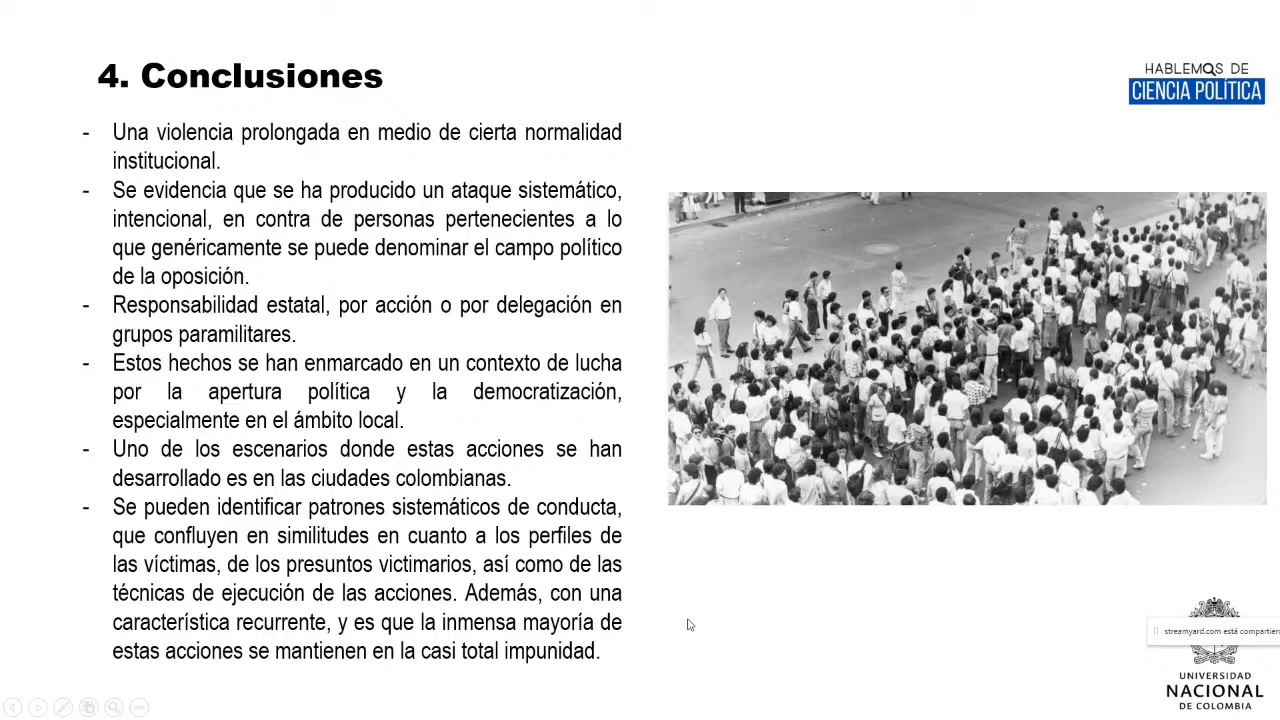 4. Conclusiones
HABLEMOS DE
CIENCIA POLÍTICA
- Una violencia prolongada en medio de cierta normalidad
institucional.
- Se evidencia que se ha producido un ataque sistemático,
intencional, en contra de personas pertenecientes a lo
que genéricamente se puede denominar el campo político
de la oposición.
- Responsabilidad estatal, por acción o por delegación en
grupos paramilitares.
- Estos hechos se han enmarcado en un contexto de lucha
por la apertura política y la democratización,
especialmente en el ámbito local.
- Uno de los escenarios donde estas acciones se han
desarrollado es en las ciudades colombianas.
- Se pueden identificar patrones sistemáticos de conducta,
que confluyen en similitudes en cuanto a los perfiles de
las víctimas, de los presuntos victimarios, así como de las
técnicas de ejecución de las acciones. Además, con una
característica recurrente, y es que la inmensa mayoría de
estas acciones se mantienen en la casi total impunidad.
streamyard.com está compartien
UNIVERSIDAD
NACIONAL
DE COLOMBIA